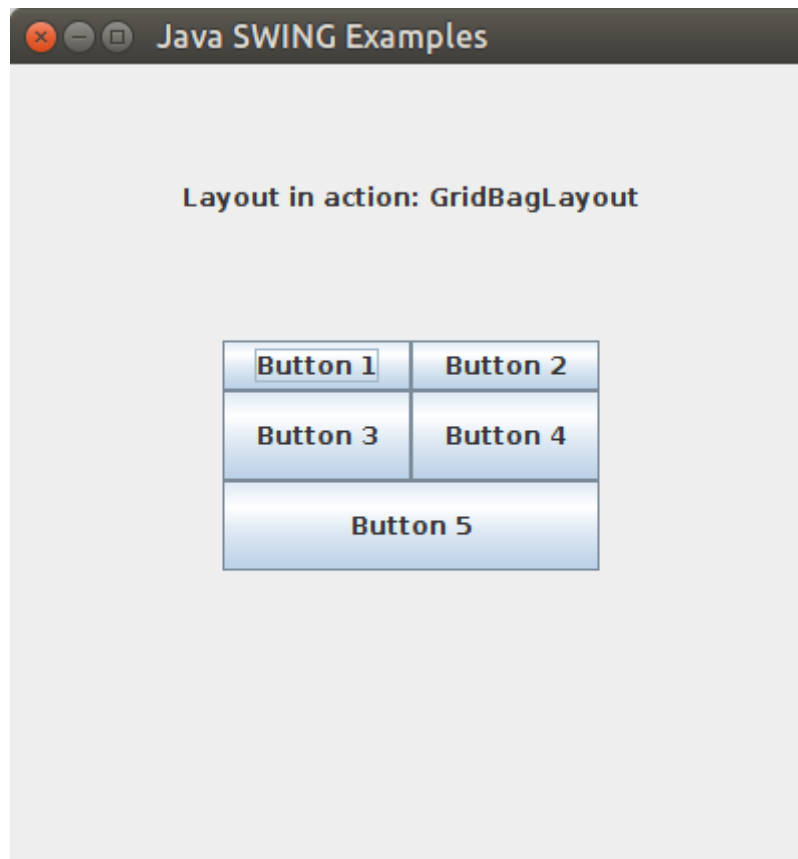 Java SWING Examples
Layout in action: GridBagLayout
Button 1 Button 2
Button 3 Button 4
Button 5